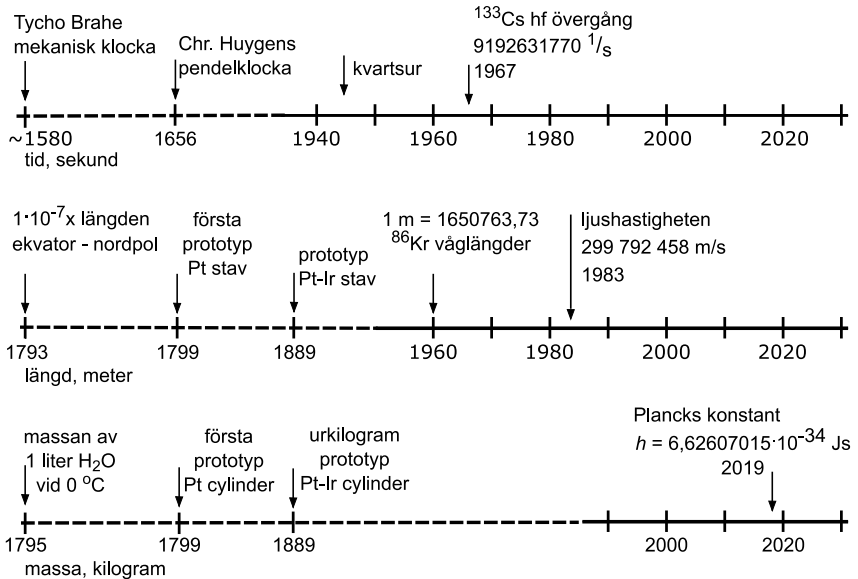 Tycho Brahe
mekanisk klocka
Chr. Huygens
pendelklocka
kvartsur
¹³³Cs hf övergång
9192631770 ¹/s
1967
~1580
1656
1940
1960
1980
2000
2020
tid, sekund
1·10⁻⁷x längden
ekvator - nordpol
första
prototyp
Pt stav
prototyp
Pt-Ir stav
1 m = 1650763,73
⁸⁶Kr våglängder
ljushastigheten
299 792 458 m/s
1983
1793
1799
1889
1960
1980
2000
2020
längd, meter
massan av
1 liter H₂O
vid 0 °C
första
prototyp
Pt cylinder
urkilogram
prototyp
Pt-Ir cylinder
Plancks konstant
h = 6,62607015·10⁻³⁴ Js
2019
1795
1799
1889
2000
2020
massa, kilogram